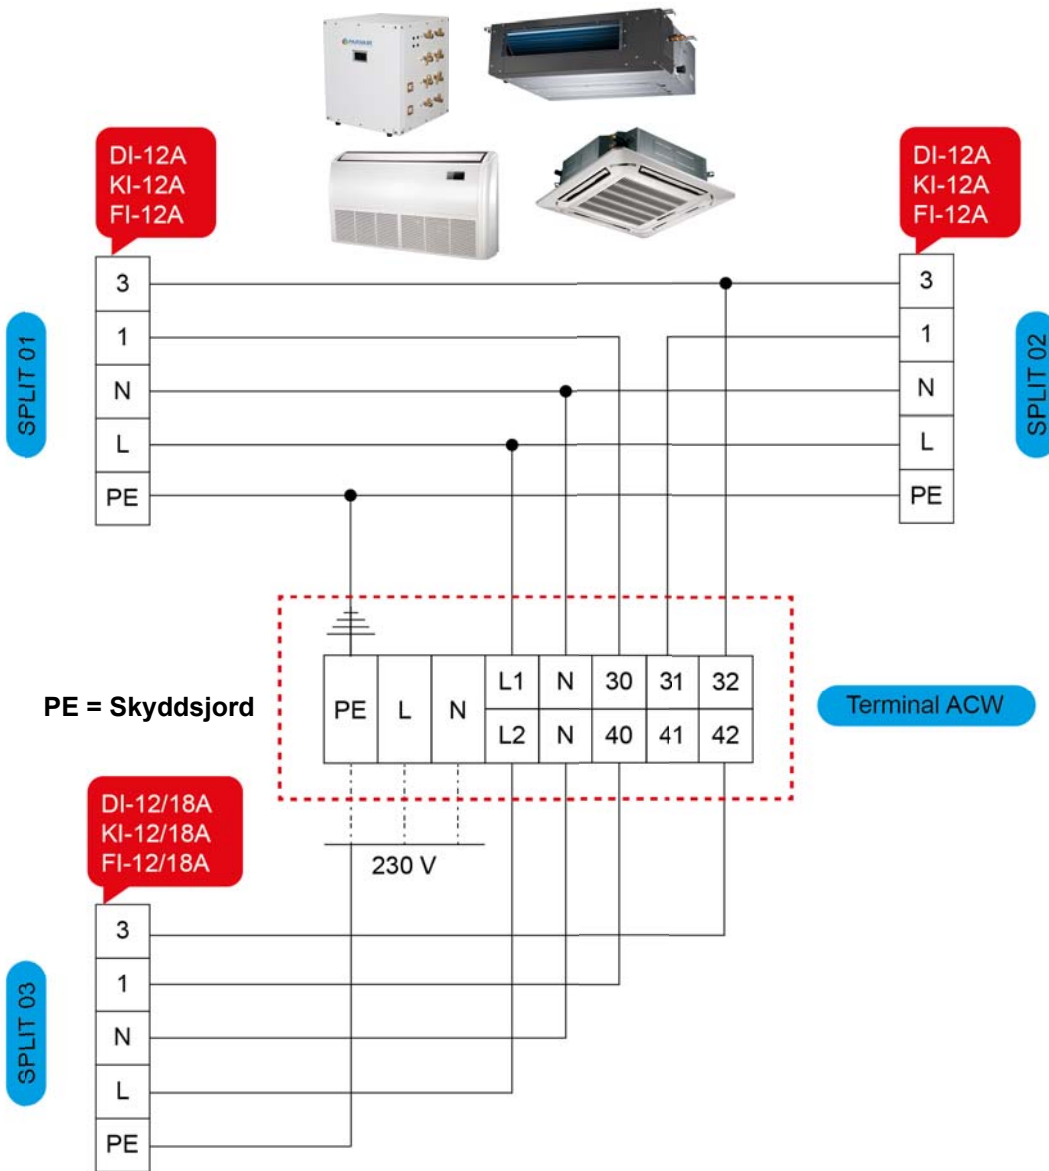 DI-12A
KI-12A
FI-12A
DI-12A
KI-12A
FI-12A
SPLIT 01
3
1
N
L
PE
3
1
N
L
PE
SPLIT 02
PE = Skyddsjord
PE L N
L1 N 30 31 32
L2 N 40 41 42
Terminal ACW
230 V
DI-12/18A
KI-12/18A
FI-12/18A
SPLIT 03
3
1
N
L
PE